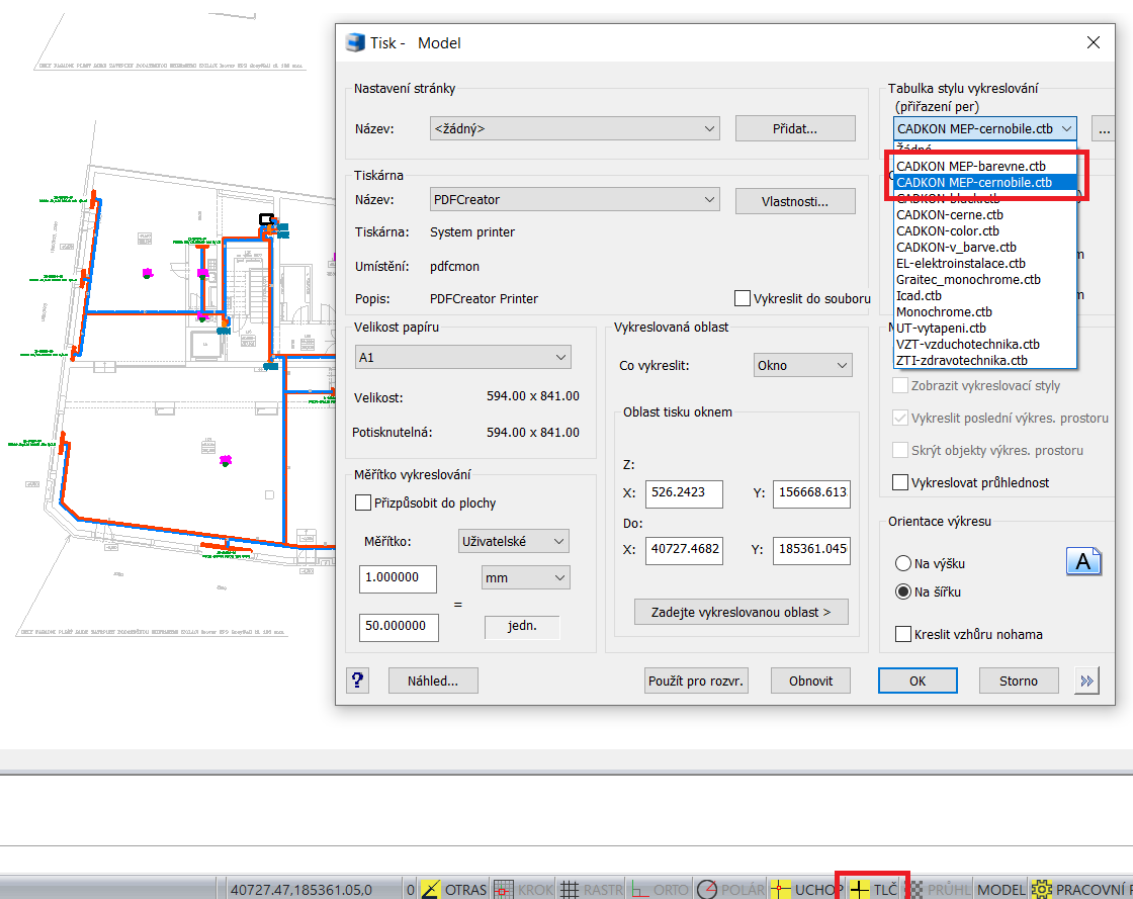 Tisk - Model
Nastavení stránky
Název: <žádný> Přidat...
Tiskárna
Název: PDFCreator Vlastnosti...
Tiskárna: System printer
Umístění: pdfcmon
Popis: PDFCreator Printer Vykreslit do souboru
Velikost papíru
A1
Velikost: 594.00 x 841.00
Potisknutelná: 594.00 x 841.00
Měřítko vykreslování
Přizpůsobit do plochy
Měřítko: Uživatelské
1.000000 mm
=
50.000000 jedn.
Vykreslovaná oblast
Co vykreslit: Okno
Oblast tisku oknem
Z:
X: 526.2423 Y: 156668.613
Do:
X: 40727.4682 Y: 185361.045
Zadejte vykreslovanou oblast >
Tabulka stylu vykreslování
(přiřazení per)
CADKON MEP-cernobile.ctb ...
Žádné
CADKON MEP-barevne.ctb
CADKON MEP-cernobile.ctb
CADKON-black.ctb
CADKON-cerne.ctb
CADKON-color.ctb
CADKON-v_barve.ctb
EL-elektroinstalace.ctb
Graitec_monochrome.ctb
Icad.ctb
Monochrome.ctb
UT-vytapeni.ctb
VZT-vzduchotechnika.ctb
ZTI-zdravotechnika.ctb
Zobrazit vykreslovací styly
Vykreslit poslední výkres. prostoru
Skrýt objekty výkres. prostoru
Vykreslovat průhlednost
Orientace výkresu
Na výšku
A
Na šířku
Kreslit vzhůru nohama
? Náhled... Použít pro rozvr. Obnovit OK Storno
40727.47,185361.05,0 0 OTRAS KROK RASTR ORTO POLÁR UCHOP TLČ PRŮHL MODEL PRACOVNÍ